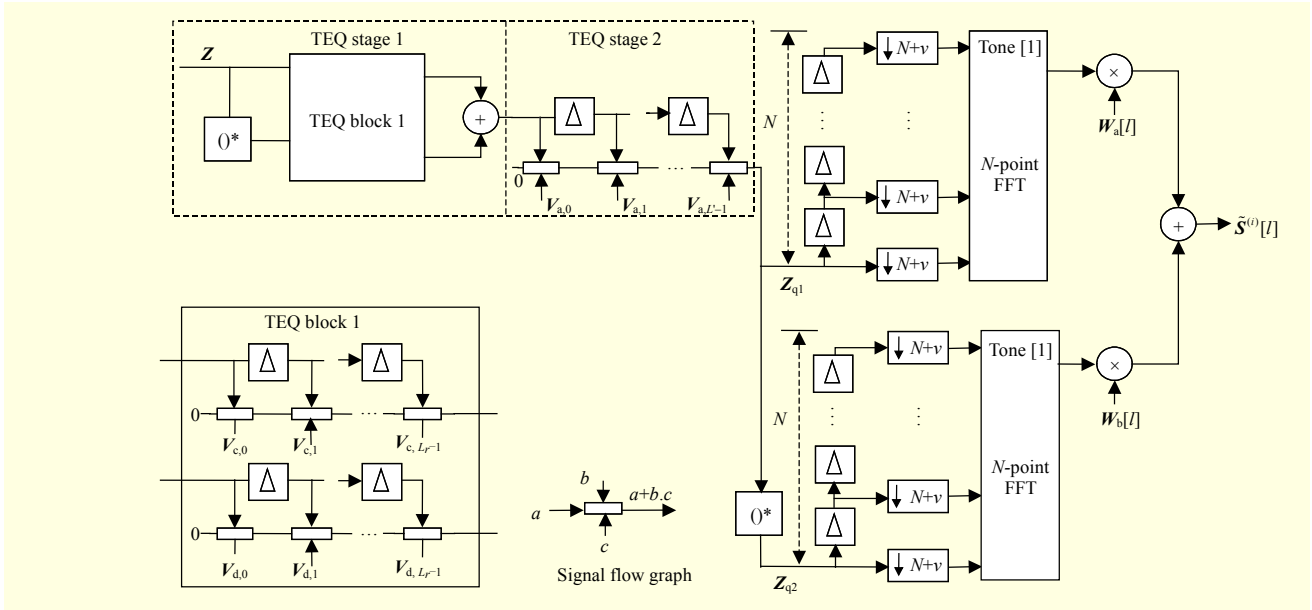 TEQ stage 1
TEQ stage 2
Z
()*
TEQ block 1
+
Δ
Δ
0
...
V_a,0
V_a,1
V_a,L'–1
N
Δ
⋮
Δ
Δ
↓ N+v
⋮
↓ N+v
↓ N+v
Z_q1
Tone [1]
N-point
FFT
×
W_a[l]
+
S̃^(i)[l]
TEQ block 1
Δ
Δ
0
...
V_c,0
V_c,1
V_c, L_r–1
Δ
Δ
0
...
V_d,0
V_d,1
V_d, L_r–1
b
a
a+b.c
c
Signal flow graph
()*
N
Δ
⋮
Δ
Δ
↓ N+v
⋮
↓ N+v
↓ N+v
Z_q2
Tone [1]
N-point
FFT
×
W_b[l]